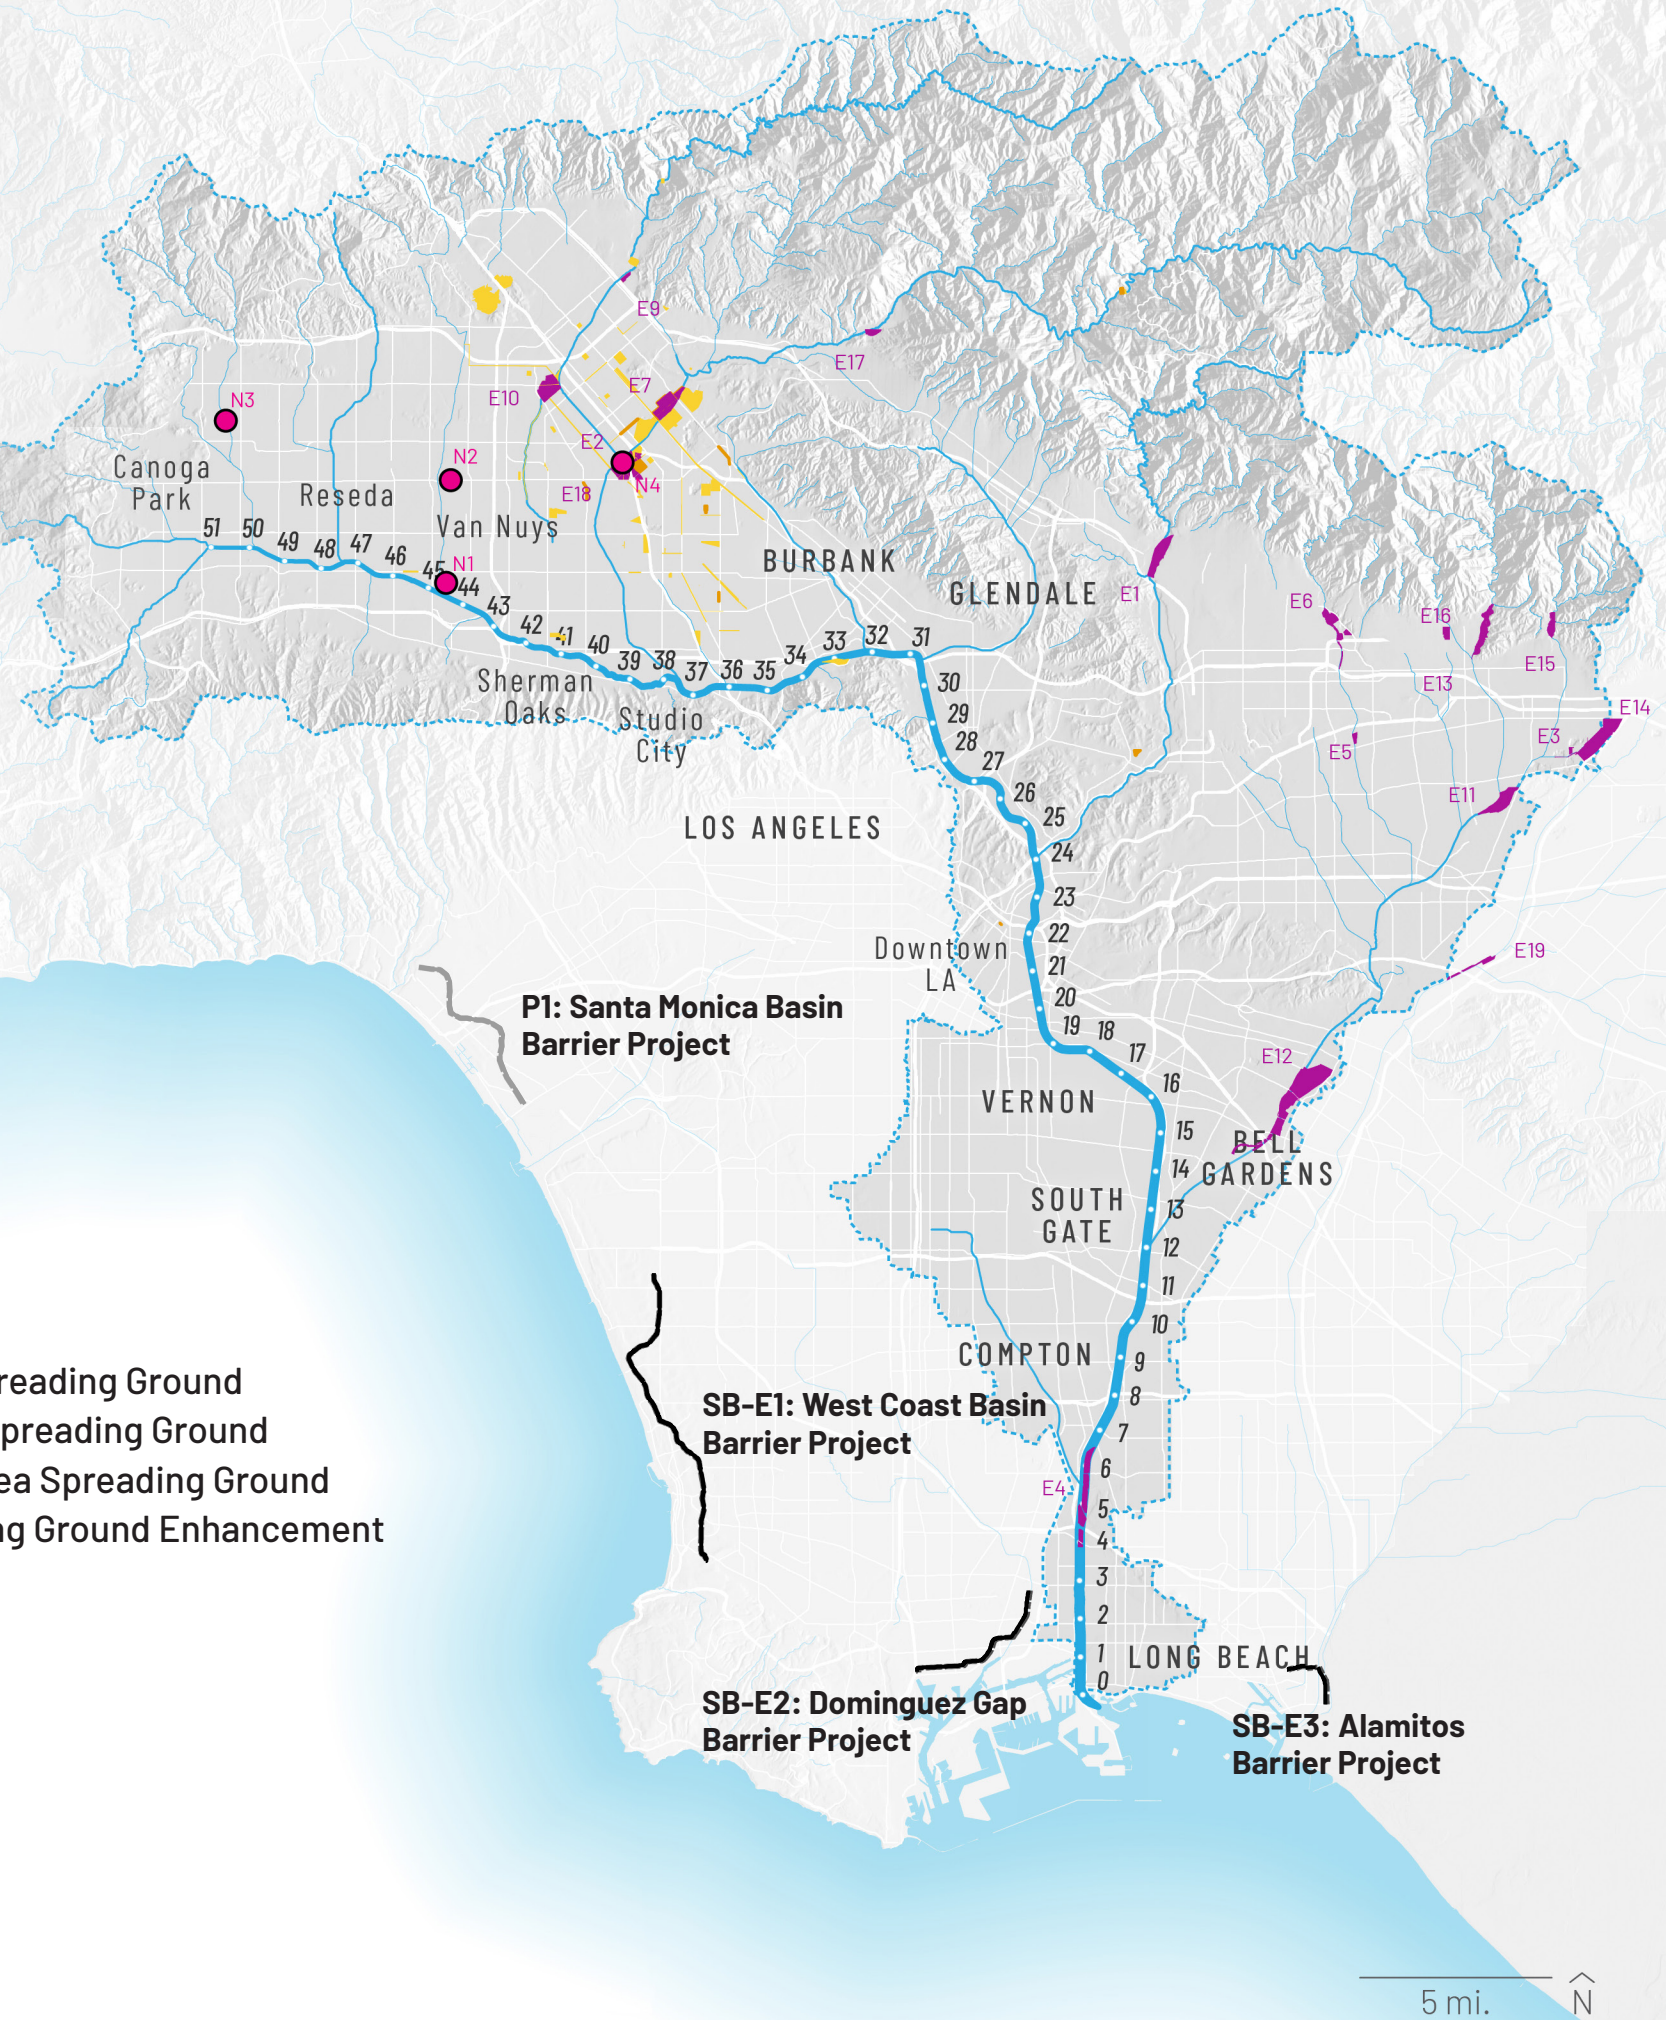 E9
E17
E7
E10
N3
E2
N2
N4
E18
Canoga
Park
Reseda
Van Nuys
51
50
49
48
47
46
45
N1
44
43
42
41
40
39
38
37
36
35
34
33
32
31
30
29
28
27
26
25
24
23
22
21
20
19
18
17
16
15
14
13
12
11
10
9
8
7
6
5
4
3
2
1
0
BURBANK
GLENDALE
E1
E6
E16
E15
E13
E14
E3
E5
E11
Sherman
Oaks
Studio
City
LOS ANGELES
Downtown
LA
E19
P1: Santa Monica Basin
Barrier Project
E12
VERNON
BELL
GARDENS
SOUTH
GATE
COMPTON
reading Ground
preading Ground
ea Spreading Ground
ng Ground Enhancement
SB-E1: West Coast Basin
Barrier Project
E4
LONG BEACH
SB-E2: Dominguez Gap
Barrier Project
SB-E3: Alamitos
Barrier Project
5 mi.
N